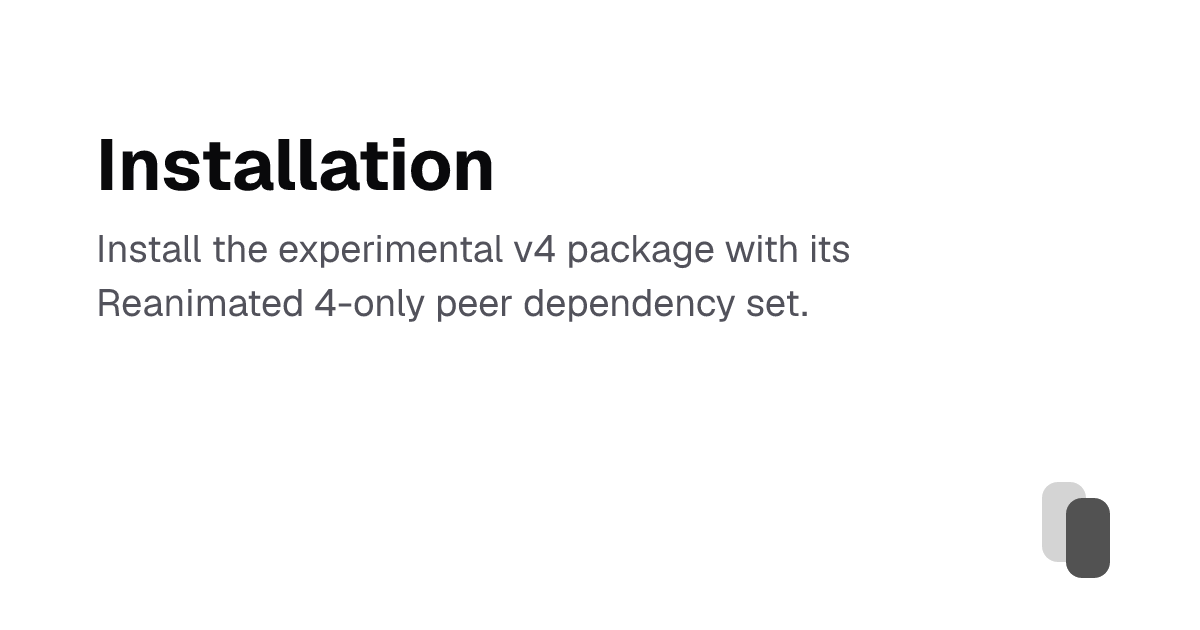 Installation
Install the experimental v4 package with its
Reanimated 4-only peer dependency set.